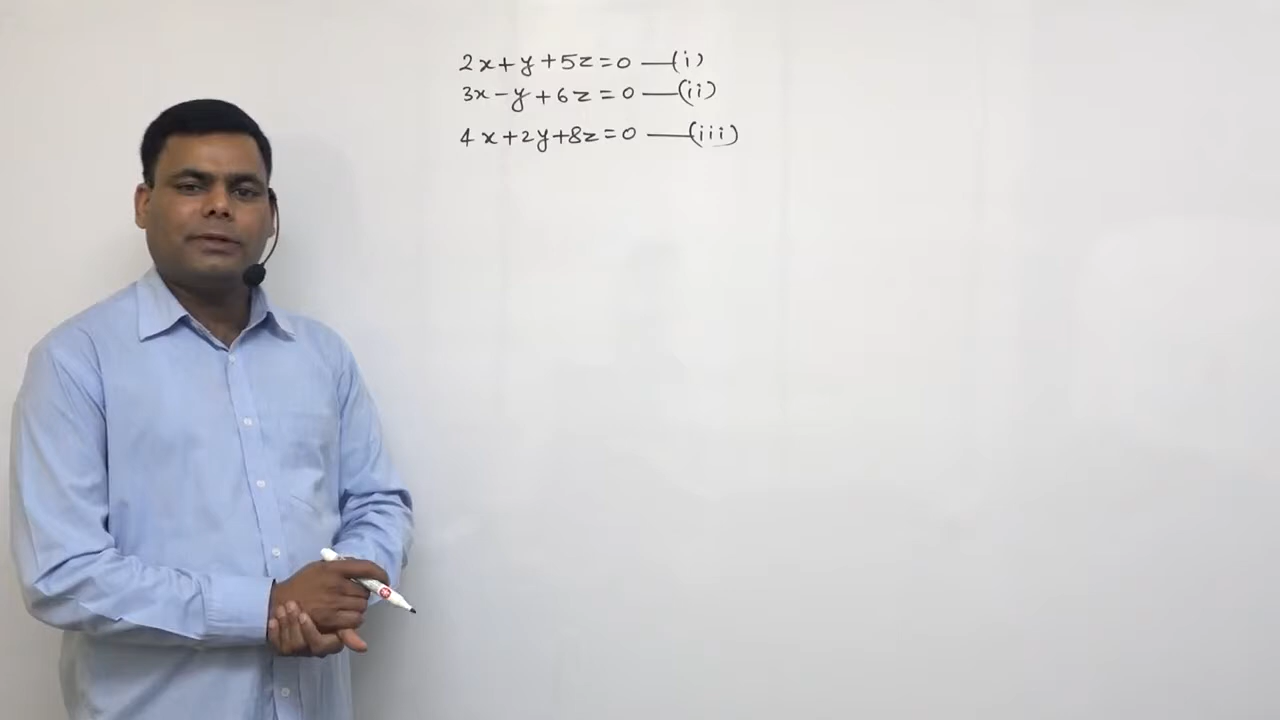 2x+y+5z=0 —(i)
3x-y+6z=0 —(ii)
4x+2y+8z=0 —(iii)